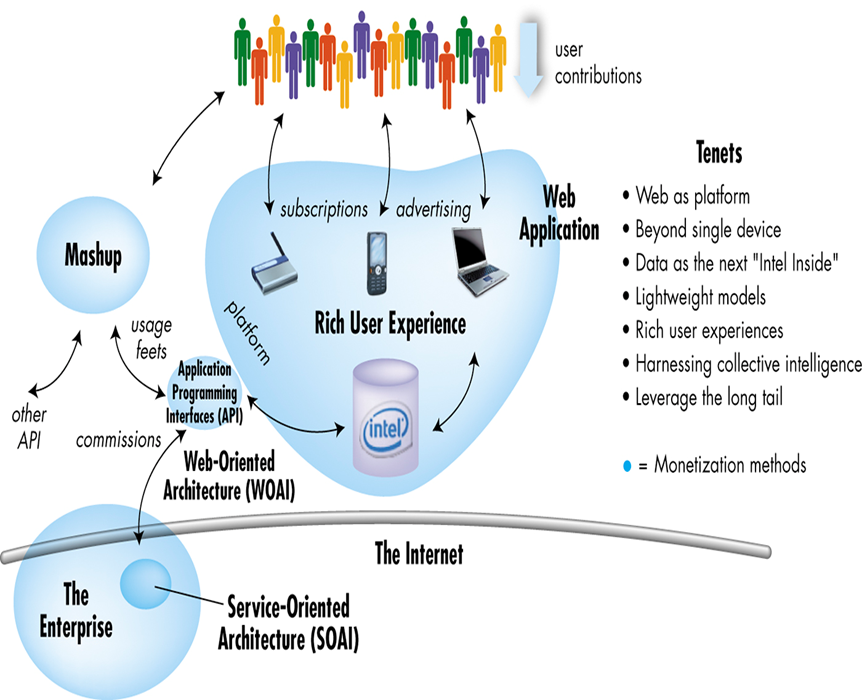 user
contributions
Tenets
• Web as platform
• Beyond single device
• Data as the next "Intel Inside"
• Lightweight models
• Rich user experiences
• Harnessing collective intelligence
• Leverage the long tail
= Monetization methods
subscriptions
advertising
Web
Application
Mashup
Rich User Experience
platform
usage
feets
Application
Programming
Interfaces (API)
other
API
commissions
intel
Web-Oriented
Architecture (WOAI)
The Internet
The
Enterprise
Service-Oriented
Architecture (SOAI)